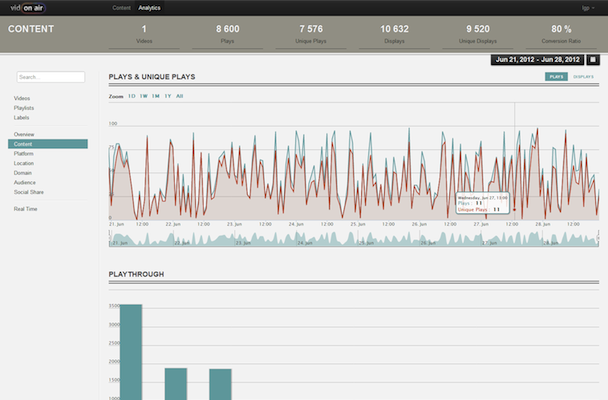 vid on air Content Analytics lgp
CONTENT
1 8 600 7 576 10 632 9 520 80 %
Videos Plays Unique Plays Displays Unique Displays Conversion Ratio
Jun 21, 2012 - Jun 28, 2012
Search...
Videos
Playlists
Labels
Overview
Content
Platform
Location
Domain
Audience
Social Share
Real Time
PLAYS & UNIQUE PLAYS PLAYS DISPLAYS
Zoom 1D 1W 1M 1Y All
100
Wednesday, Jun 27, 13:00
Plays : 11
Unique Plays : 11
21. Jun 12:00 22. Jun 12:00 23. Jun 12:00 24. Jun 12:00 25. Jun 12:00 26. Jun 12:00 27. Jun 12:00 28. Jun 12:00
21. Jun 22. Jun 23. Jun 24. Jun 25. Jun 26. Jun 27. Jun 28. Jun
PLAYTHROUGH
3500
3000
2500
2000
1500
1000